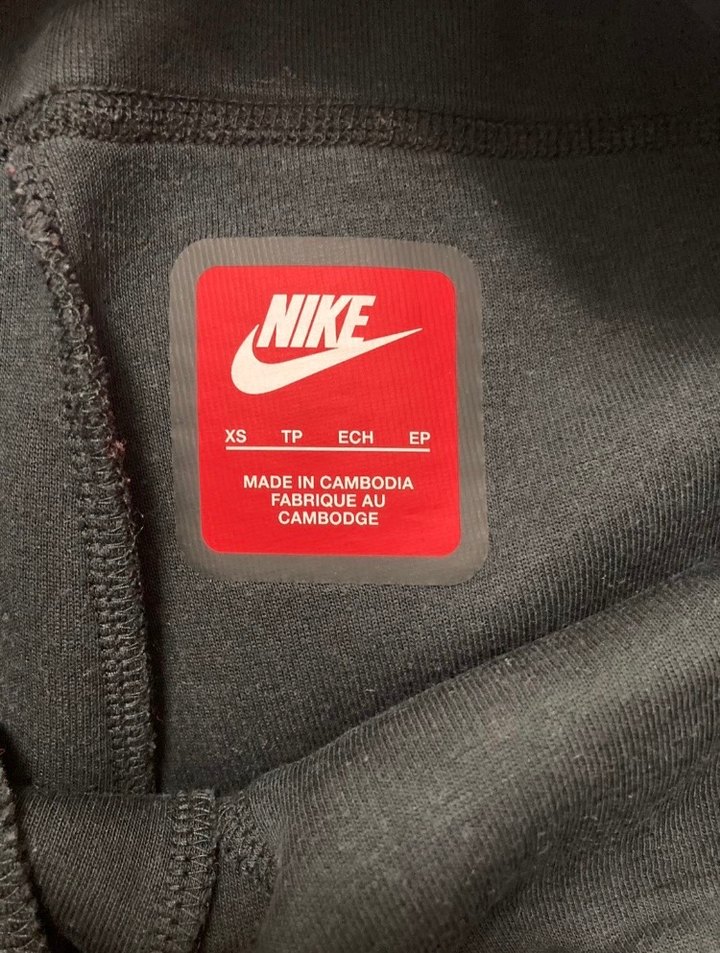 NIKE
XS TP ECH EP
MADE IN CAMBODIA
FABRIQUE AU
CAMBODGE